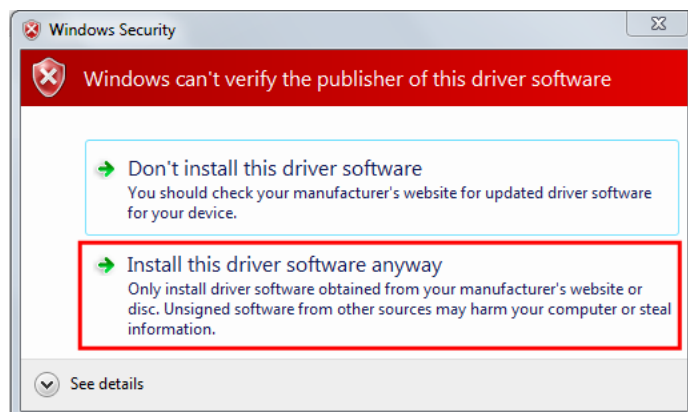 Windows Security
Windows can't verify the publisher of this driver software
Don't install this driver software
You should check your manufacturer's website for updated driver software
for your device.
Install this driver software anyway
Only install driver software obtained from your manufacturer's website or
disc. Unsigned software from other sources may harm your computer or steal
information.
See details